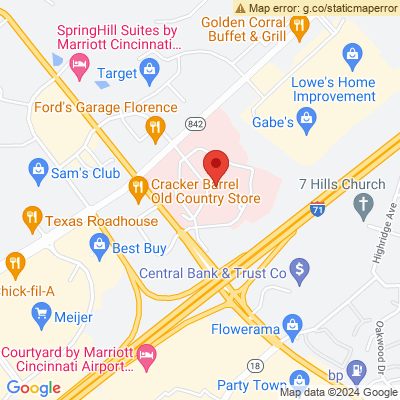 Map error: g.co/staticmaperror
Golden Corral
Buffet & Grill
SpringHill Suites by
Marriott Cincinnati...
Target
Lowe's Home
Improvement
Ford's Garage Florence
Gabe's
842
Sam's Club
Cracker Barrel
Old Country Store
7 Hills Church
71
Texas Roadhouse
Highridge Ave
Best Buy
Central Bank & Trust Co
Chick-fil-A
Meijer
Flowerama
Oakwood Dr
Courtyard by Marriott
Cincinnati Airport...
18
bp
Party Town
Google
Map data ©2024 Google